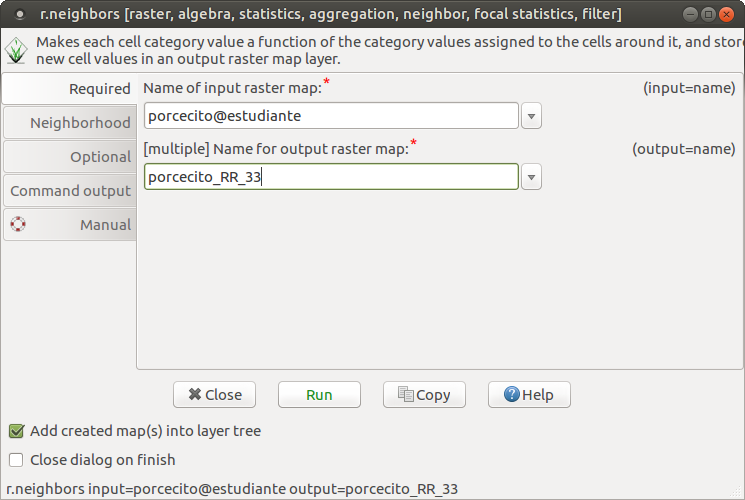 r.neighbors [raster, algebra, statistics, aggregation, neighbor, focal statistics, filter]
Makes each cell category value a function of the category values assigned to the cells around it, and store
new cell values in an output raster map layer.
Required
Neighborhood
Optional
Command output
Manual
Name of input raster map:* (input=name)
porcecito@estudiante
[multiple] Name for output raster map:* (output=name)
porcecito_RR_33
Close Run Copy Help
Add created map(s) into layer tree
Close dialog on finish
r.neighbors input=porcecito@estudiante output=porcecito_RR_33